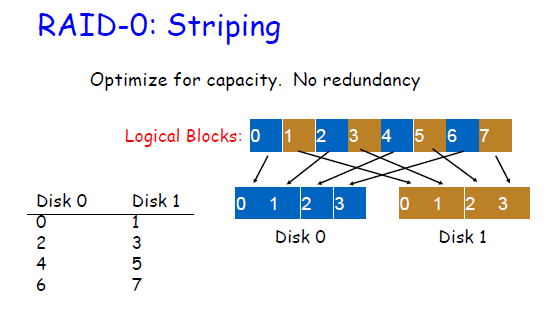 RAID-0: Striping
Optimize for capacity. No redundancy
Logical Blocks: 0 1 2 3 4 5 6 7
0 1 2 3 0 1 2 3
Disk 0 Disk 1
Disk 0 Disk 1
0 1
2 3
4 5
6 7